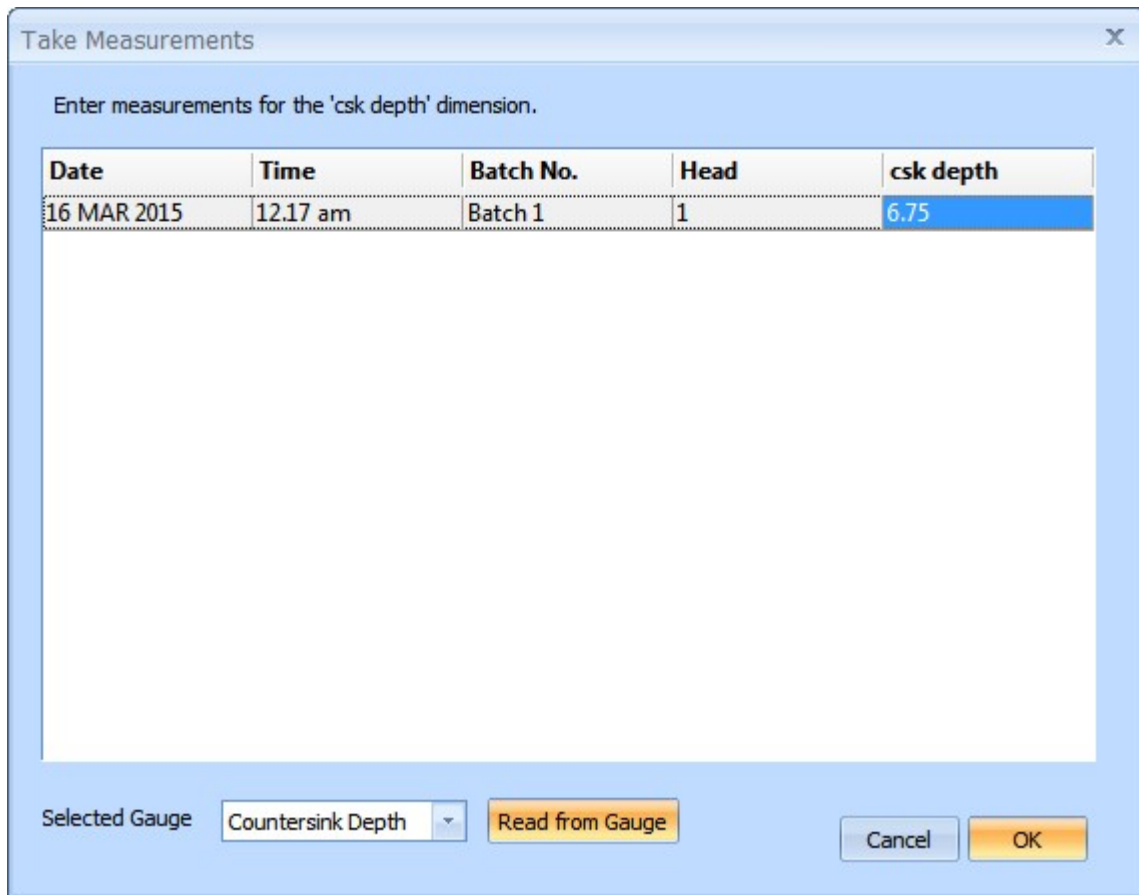 Take Measurements
Enter measurements for the 'csk depth' dimension.
Date Time Batch No. Head csk depth
16 MAR 2015 12.17 am Batch 1 1 6.75
Selected Gauge Countersink Depth Read from Gauge
Cancel OK